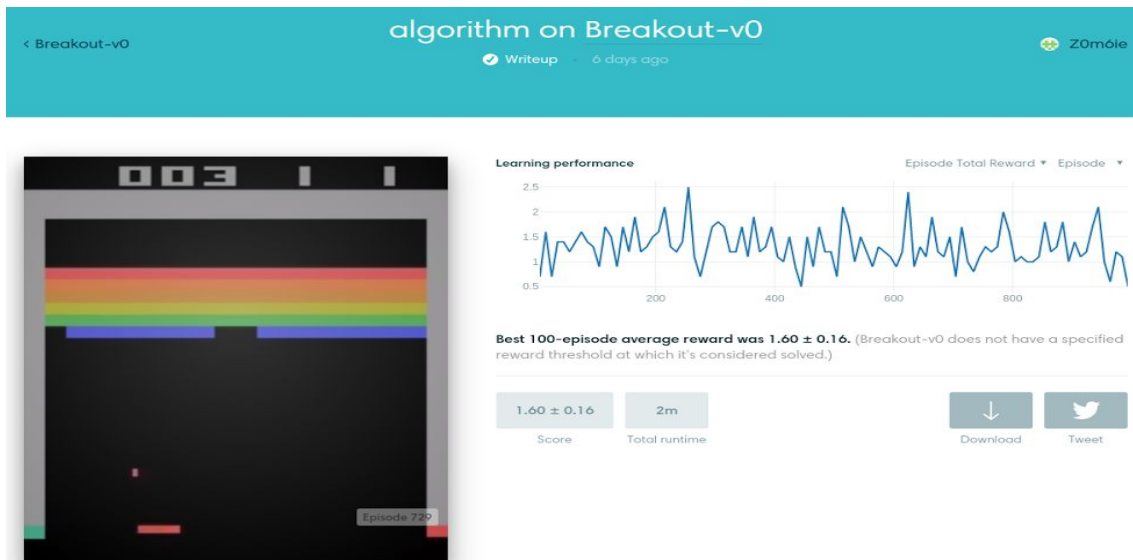 algorithm on Breakout-v0
< Breakout-v0
Writeup · 6 days ago
Z0m6ie
003 1 1
Episode 729
Learning performance
Episode Total Reward ▾ Episode ▾
2.5
2
1.5
1
0.5
200 400 600 800
Best 100-episode average reward was 1.60 ± 0.16. (Breakout-v0 does not have a specified
reward threshold at which it's considered solved.)
1.60 ± 0.16 2m
Score Total runtime
Download Tweet